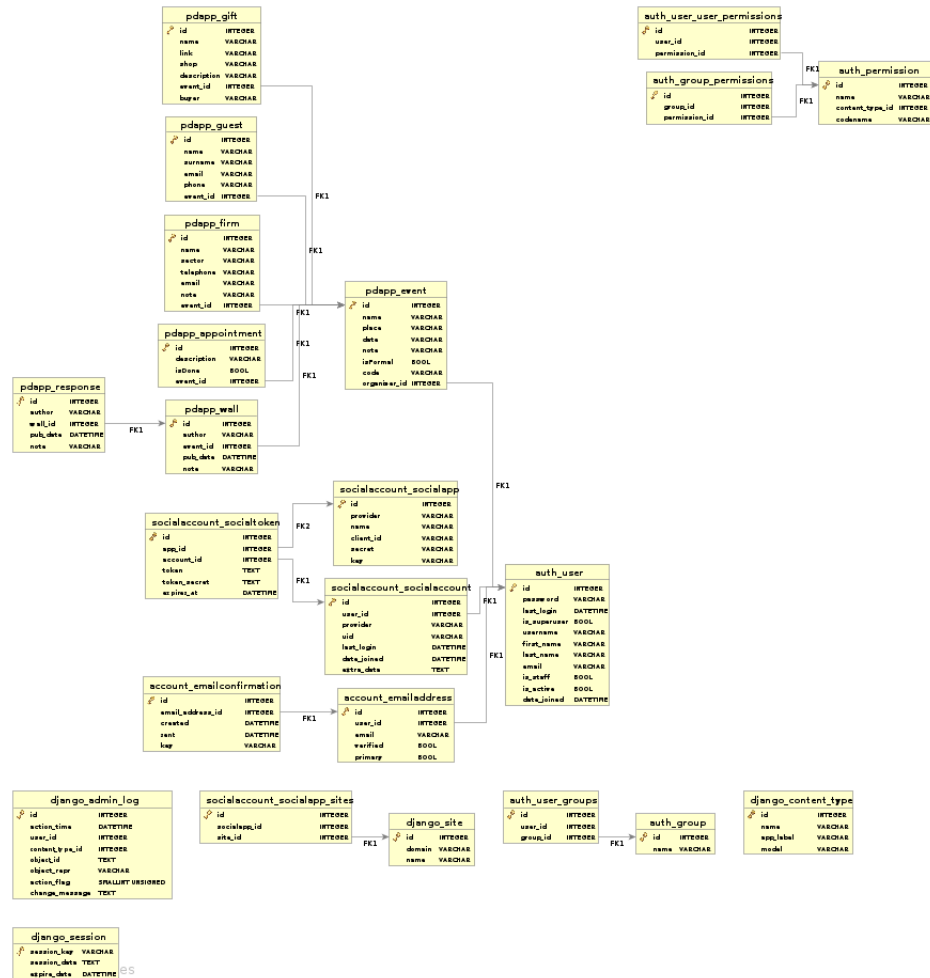 pdapp_gift
id INTEGER
name VARCHAR
link VARCHAR
shop VARCHAR
description VARCHAR
event_id INTEGER
buyer VARCHAR
auth_user_user_permissions
id INTEGER
user_id INTEGER
permission_id INTEGER
FK1
auth_permission
id INTEGER
name VARCHAR
content_type_id INTEGER
codename VARCHAR
auth_group_permissions
id INTEGER
group_id INTEGER
permission_id INTEGER
FK1
pdapp_guest
id INTEGER
name VARCHAR
surname VARCHAR
email VARCHAR
phone VARCHAR
event_id INTEGER
FK1
pdapp_firm
id INTEGER
name VARCHAR
sector VARCHAR
telephone VARCHAR
email VARCHAR
note VARCHAR
event_id INTEGER
FK1
FK1
pdapp_event
id INTEGER
name VARCHAR
place VARCHAR
date VARCHAR
note VARCHAR
isFormal BOOL
code VARCHAR
organiser_id INTEGER
pdapp_appointment
id INTEGER
description VARCHAR
isDone BOOL
event_id INTEGER
FK1
FK1
pdapp_response
id INTEGER
author VARCHAR
wall_id INTEGER
pub_date DATETIME
note VARCHAR
FK1
pdapp_wall
id INTEGER
author VARCHAR
event_id INTEGER
pub_date DATETIME
note VARCHAR
FK1
socialaccount_socialapp
id INTEGER
provider VARCHAR
name VARCHAR
client_id VARCHAR
secret VARCHAR
key VARCHAR
socialaccount_socialtoken
id INTEGER
app_id INTEGER
account_id INTEGER
token TEXT
token_secret TEXT
expires_at DATETIME
FK2
FK1
socialaccount_socialaccount
id INTEGER
user_id INTEGER
provider VARCHAR
uid VARCHAR
last_login DATETIME
date_joined DATETIME
extra_data TEXT
FK1
FK1
auth_user
id INTEGER
password VARCHAR
last_login DATETIME
is_superuser BOOL
username VARCHAR
first_name VARCHAR
last_name VARCHAR
email VARCHAR
is_staff BOOL
is_active BOOL
date_joined DATETIME
account_emailconfirmation
id INTEGER
email_address_id INTEGER
created DATETIME
sent DATETIME
key VARCHAR
FK1
account_emailaddress
id INTEGER
user_id INTEGER
email VARCHAR
verified BOOL
primary BOOL
django_admin_log
id INTEGER
action_time DATETIME
user_id INTEGER
content_type_id INTEGER
object_id TEXT
object_repr VARCHAR
action_flag SMALLINT UNSIGNED
change_message TEXT
socialaccount_socialapp_sites
id INTEGER
socialapp_id INTEGER
site_id INTEGER
FK1
django_site
id INTEGER
domain VARCHAR
name VARCHAR
auth_user_groups
id INTEGER
user_id INTEGER
group_id INTEGER
FK1
auth_group
id INTEGER
name VARCHAR
django_content_type
id INTEGER
name VARCHAR
app_label VARCHAR
model VARCHAR
django_session
session_key VARCHAR
session_data TEXT
expire_date DATETIME
es